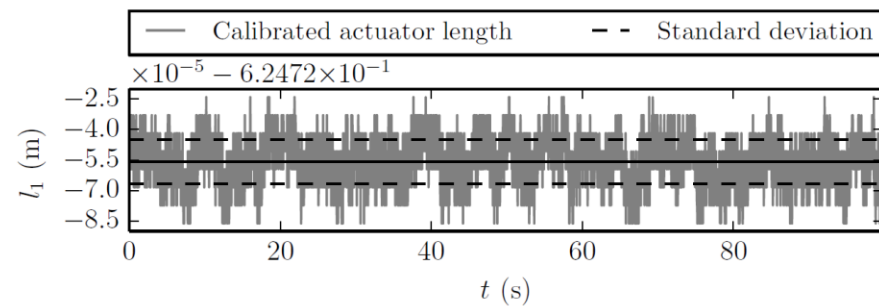 Calibrated actuator length Standard deviation
×10⁻⁵ − 6.2472×10⁻¹
−2.5
−4.0
−5.5
−7.0
−8.5
l₁ (m)
0 20 40 60 80
t (s)